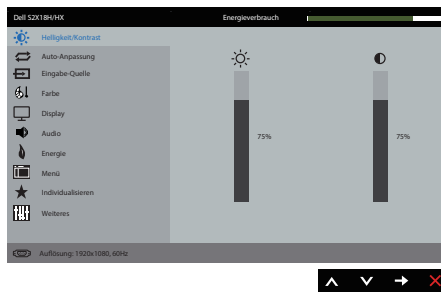 Dell S2X18H/HX
Energieverbrauch
Helligkeit/Kontrast
Auto-Anpassung
Eingabe-Quelle
Farbe
Display
Audio
Energie
Menü
Individualisieren
Weiteres
75%
75%
Auflösung: 1920x1080, 60Hz